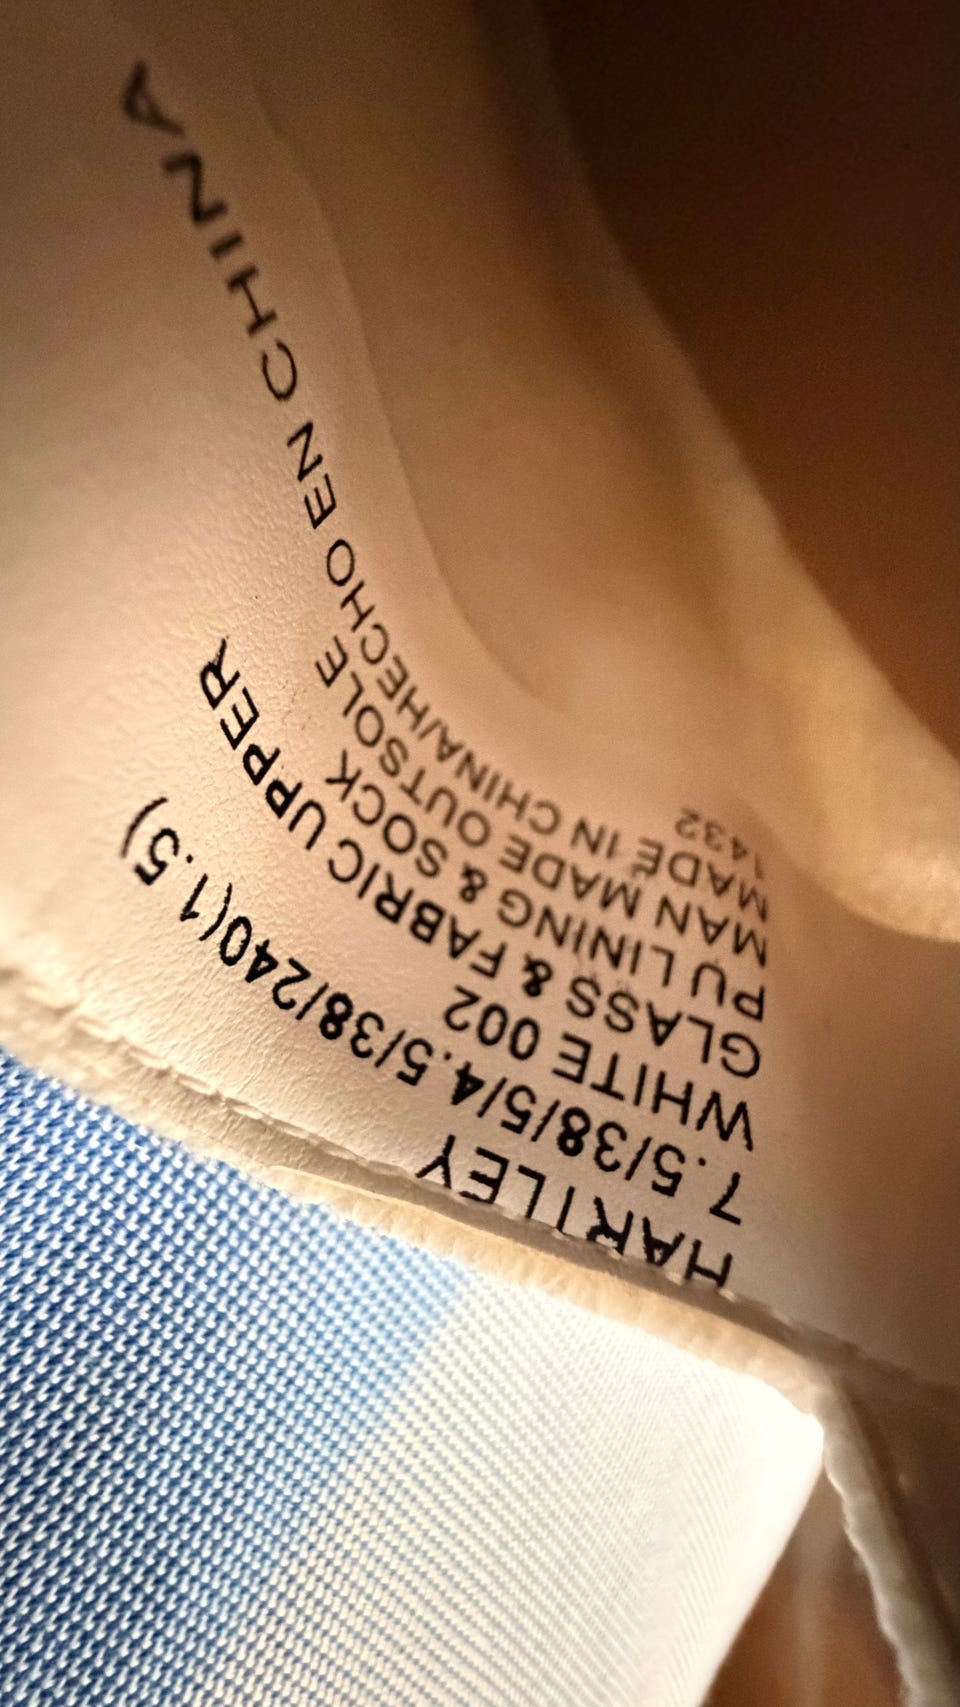 HARTLEY
7.5/38/5/4.5/38/240(1.5)
WHITE 002
GLASS & FABRIC UPPER
PU LINING & SOCK
MAN MADE OUTSOLE
MADE IN CHINA/HECHO EN CHINA
1432